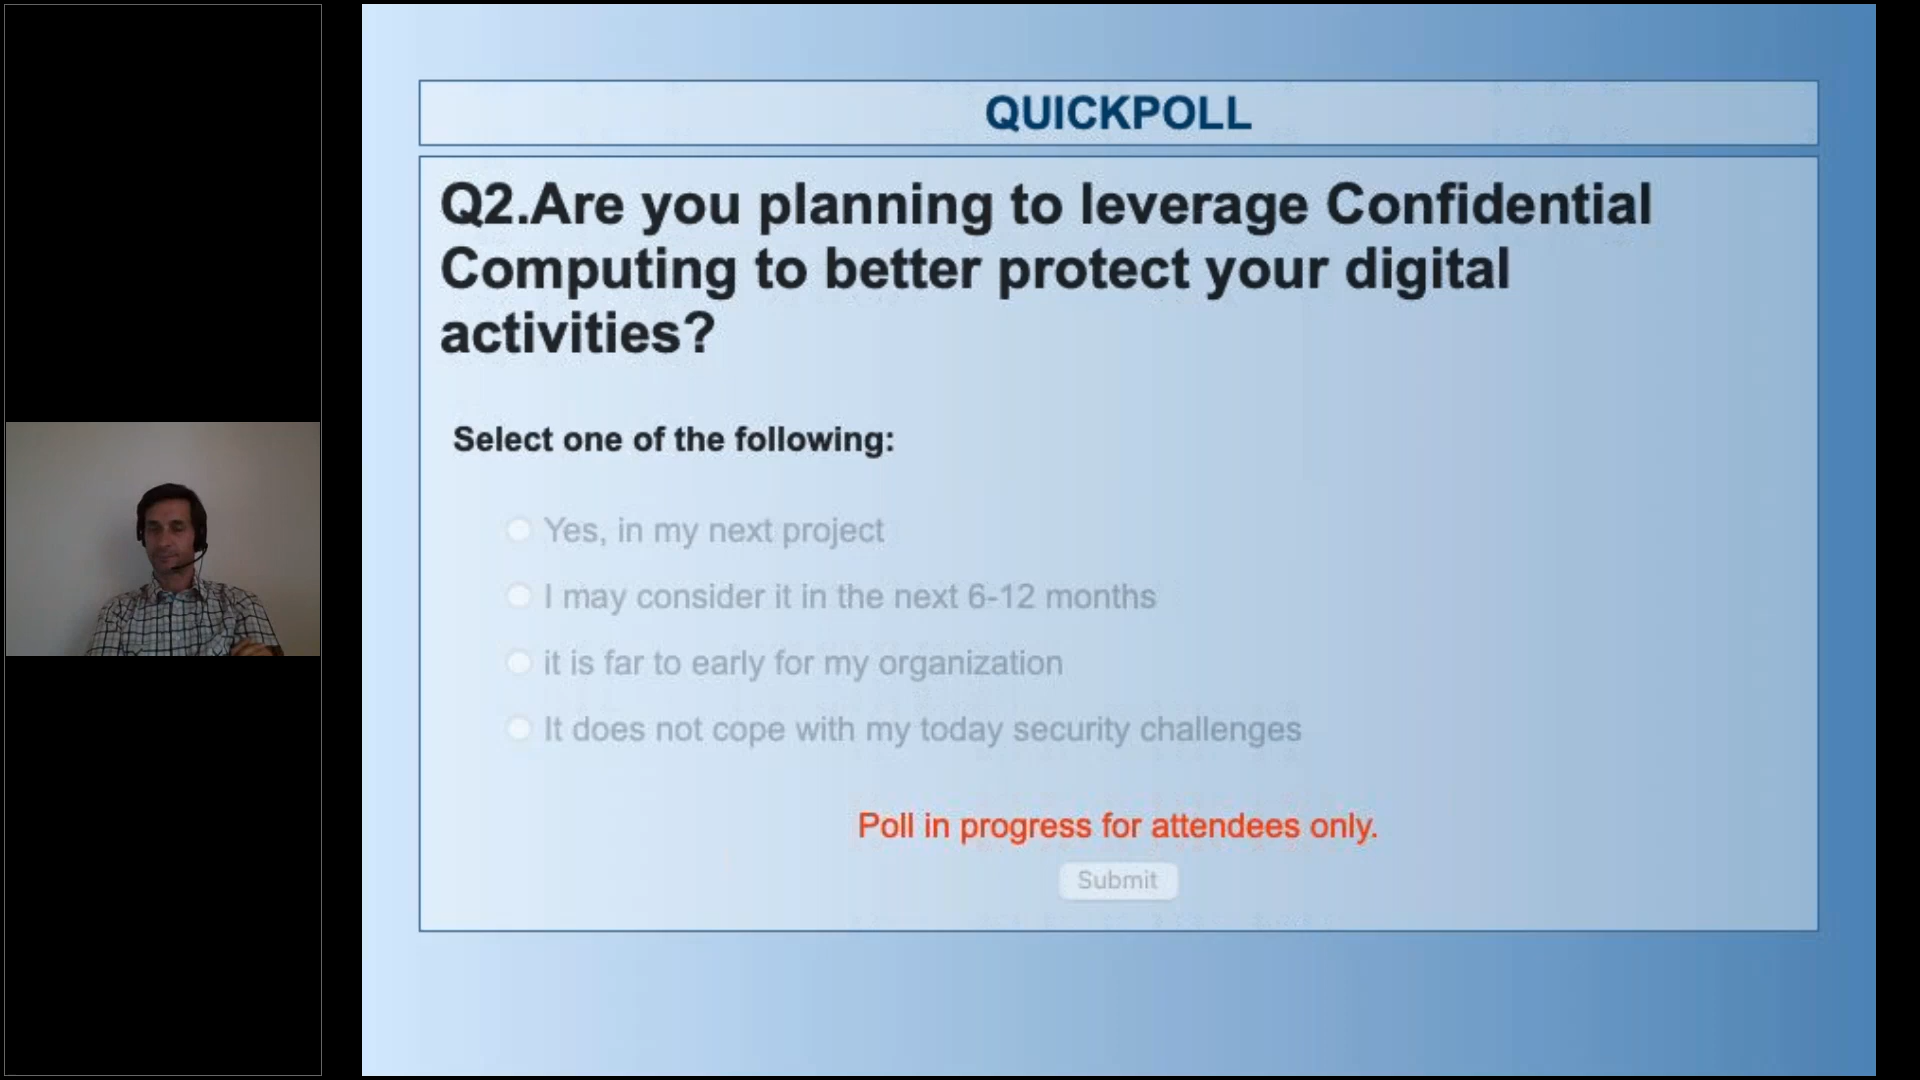 QUICKPOLL
Q2.Are you planning to leverage Confidential
Computing to better protect your digital
activities?
Select one of the following:
Yes, in my next project
I may consider it in the next 6-12 months
it is far to early for my organization
It does not cope with my today security challenges
Poll in progress for attendees only.
Submit